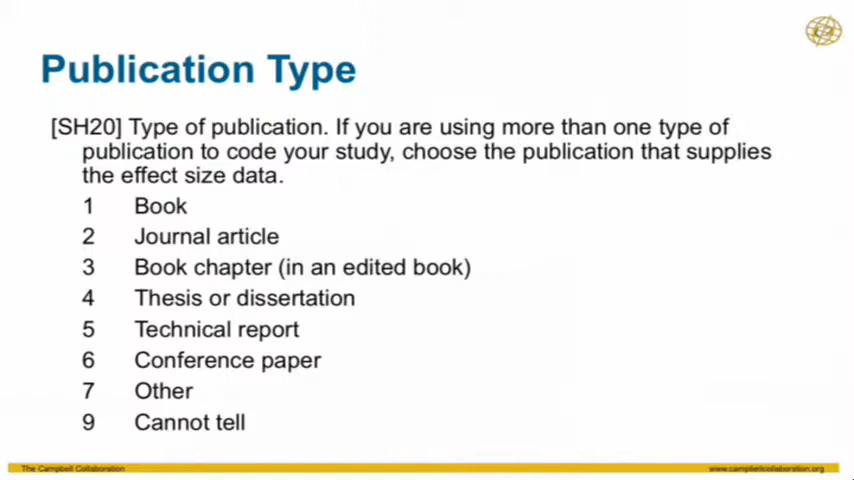 Publication Type
[SH20] Type of publication. If you are using more than one type of
publication to code your study, choose the publication that supplies
the effect size data.
1 Book
2 Journal article
3 Book chapter (in an edited book)
4 Thesis or dissertation
5 Technical report
6 Conference paper
7 Other
9 Cannot tell
The Campbell Collaboration www.campbellcollaboration.org